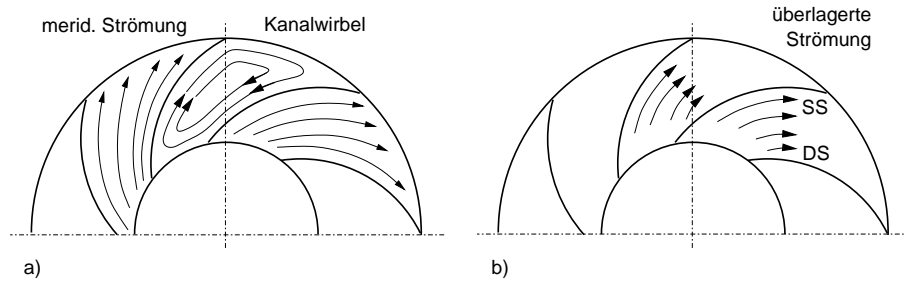 merid. Strömung
Kanalwirbel
überlagerte
Strömung
SS
DS
a)
b)